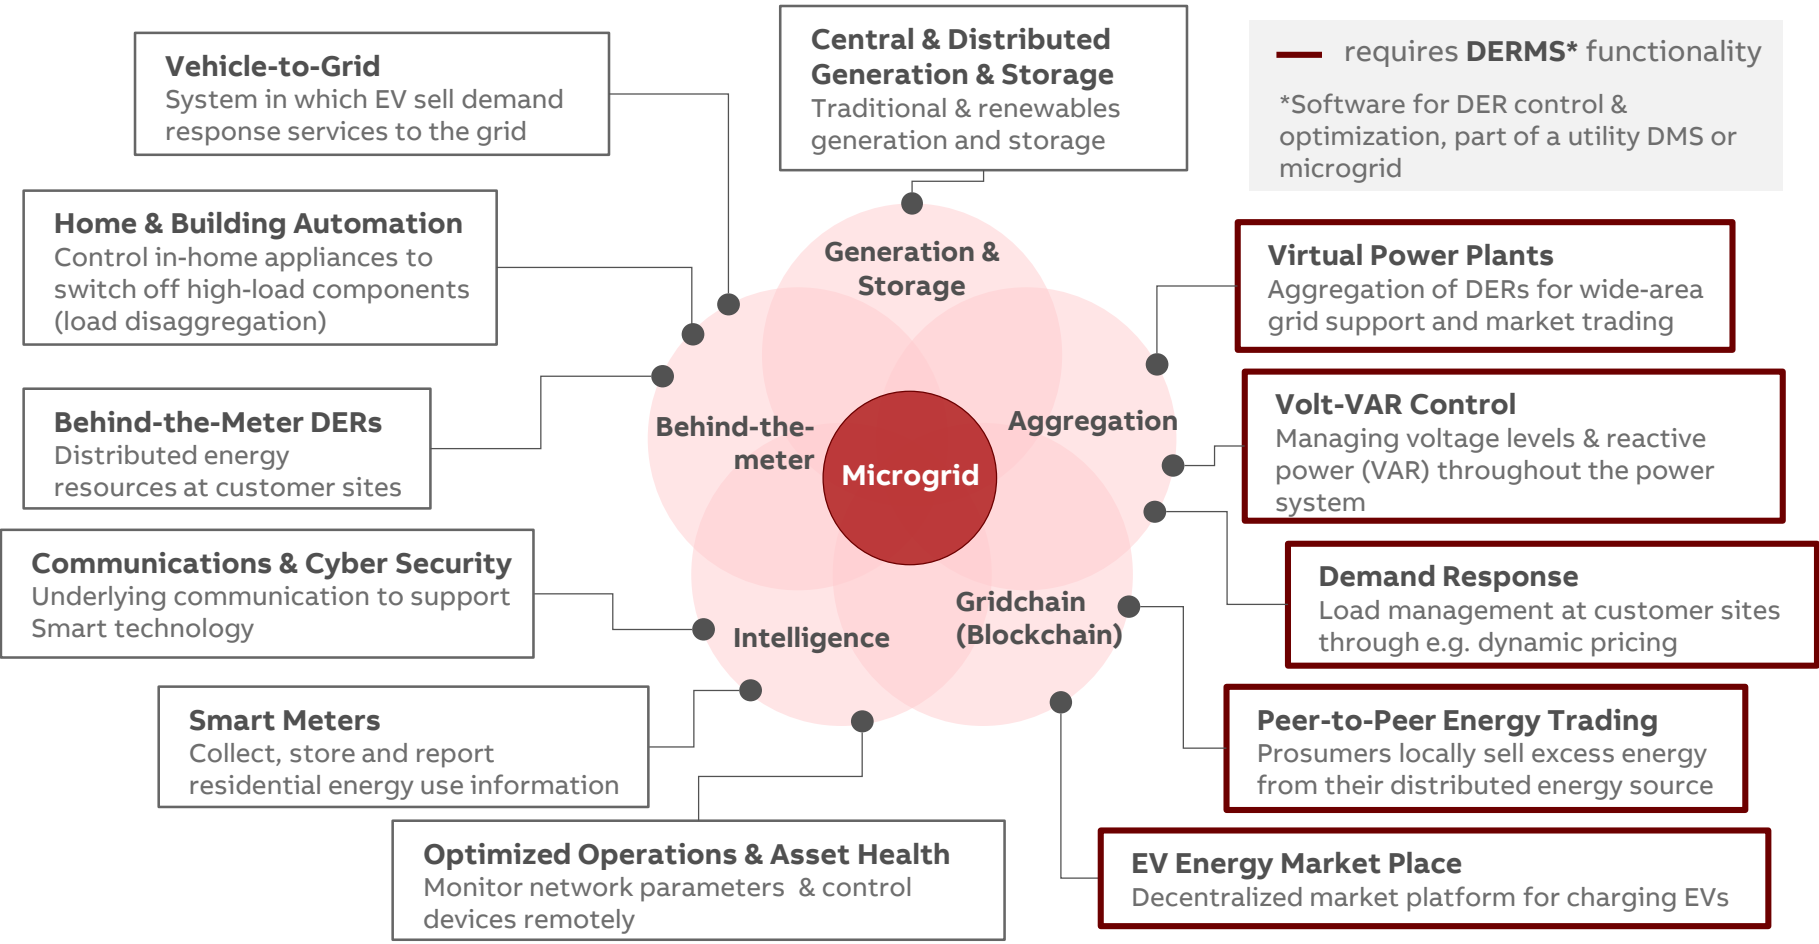 Central & Distributed
Generation & Storage
Traditional & renewables
generation and storage
requires DERMS* functionality
*Software for DER control &
optimization, part of a utility DMS or
microgrid
Vehicle-to-Grid
System in which EV sell demand
response services to the grid
Home & Building Automation
Control in-home appliances to
switch off high-load components
(load disaggregation)
Behind-the-Meter DERs
Distributed energy
resources at customer sites
Communications & Cyber Security
Underlying communication to support
Smart technology
Smart Meters
Collect, store and report
residential energy use information
Optimized Operations & Asset Health
Monitor network parameters & control
devices remotely
Generation &
Storage
Behind-the-
meter
Microgrid
Aggregation
Intelligence
Gridchain
(Blockchain)
Virtual Power Plants
Aggregation of DERs for wide-area
grid support and market trading
Volt-VAR Control
Managing voltage levels & reactive
power (VAR) throughout the power
system
Demand Response
Load management at customer sites
through e.g. dynamic pricing
Peer-to-Peer Energy Trading
Prosumers locally sell excess energy
from their distributed energy source
EV Energy Market Place
Decentralized market platform for charging EVs